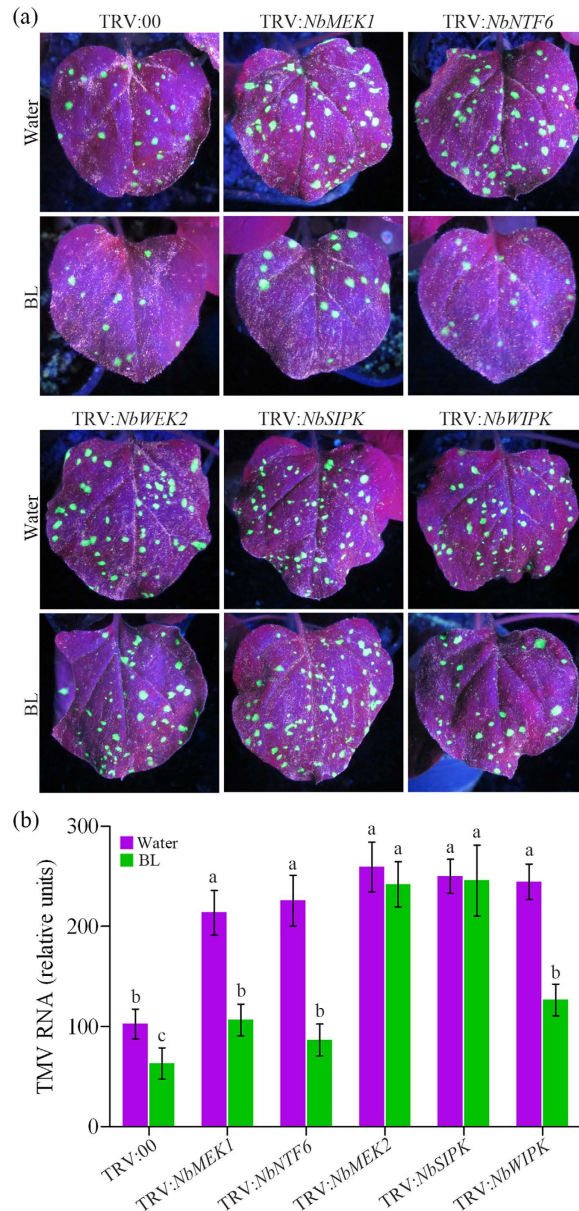 (a)
TRV:00 TRV:NbMEK1 TRV:NbNTF6
Water
BL
TRV:NbWEK2 TRV:NbSIPK TRV:NbWIPK
Water
BL
(b)
300
200
100
0
TMV RNA (relative units)
Water
BL
b c a b a b a a a a a b
TRV:00 TRV:NbMEK1 TRV:NbNTF6 TRV:NbMEK2 TRV:NbSIPK TRV:NbWIPK